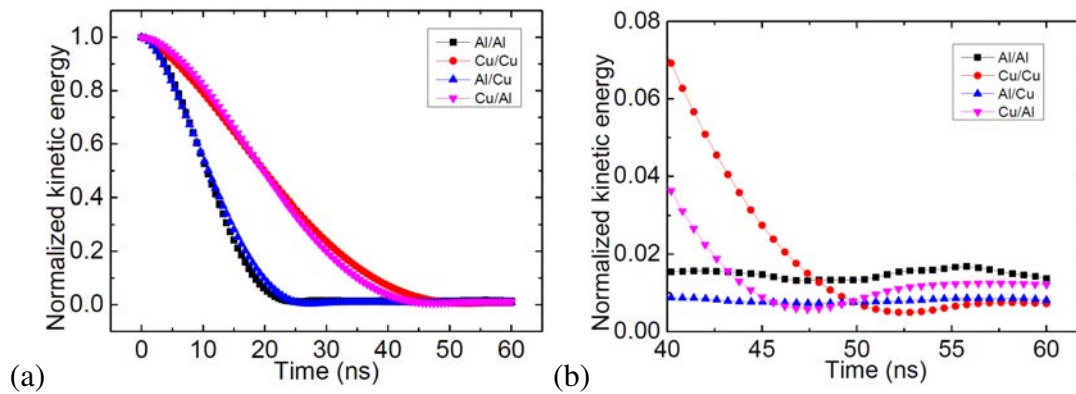 1.0
0.8
0.6
0.4
0.2
0.0
Normalized kinetic energy
0 10 20 30 40 50 60
Time (ns)
Al/Al
Cu/Cu
Al/Cu
Cu/Al
(a)
0.08
0.06
0.04
0.02
0.00
Normalized kinetic energy
40 45 50 55 60
Time (ns)
Al/Al
Cu/Cu
Al/Cu
Cu/Al
(b)